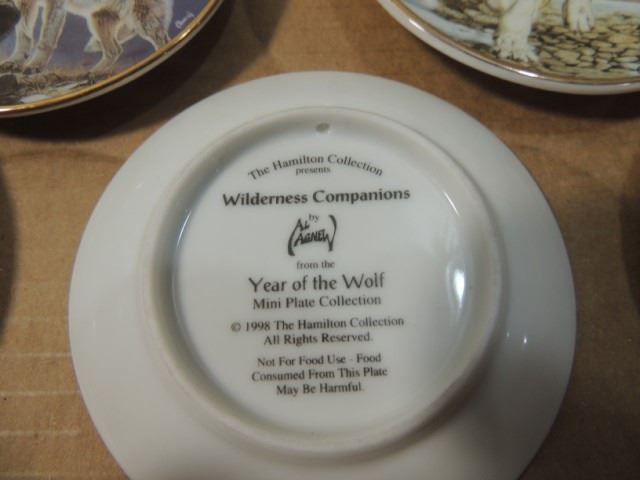 The Hamilton Collection
presents
Wilderness Companions
by
AL
AGNEW
from the
Year of the Wolf
Mini Plate Collection
© 1998 The Hamilton Collection
All Rights Reserved.
Not For Food Use - Food
Consumed From This Plate
May Be Harmful.